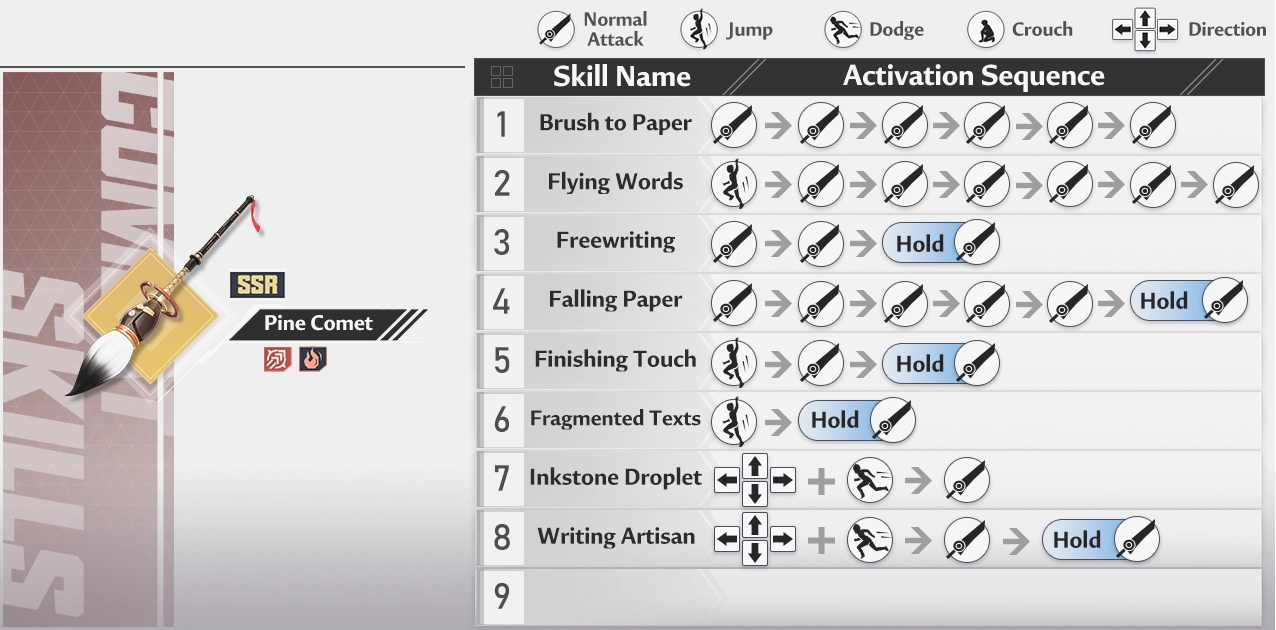 Normal
Attack
Jump
Dodge
Crouch
Direction
Skill Name
Activation Sequence
1 Brush to Paper
2 Flying Words
3 Freewriting Hold
4 Falling Paper Hold
5 Finishing Touch Hold
6 Fragmented Texts Hold
7 Inkstone Droplet
8 Writing Artisan Hold
9
SSR
Pine Comet
SKILLS